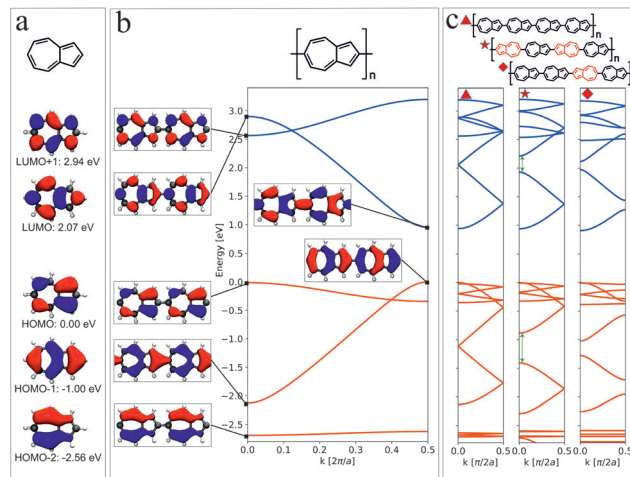 a
b
c
n
n
n
n
LUMO+1: 2.94 eV
LUMO: 2.07 eV
HOMO: 0.00 eV
HOMO-1: -1.00 eV
HOMO-2: -2.56 eV
Energy [eV]
3.0
2.5
2.0
1.5
1.0
0.5
0.0
-0.5
-1.0
-1.5
-2.0
-2.5
0.0 0.1 0.2 0.3 0.4 0.5
k [2π/a]
0.0 0.5
k [π/2a]
0.0 0.5
k [π/2a]
0.0 0.5
k [π/2a]